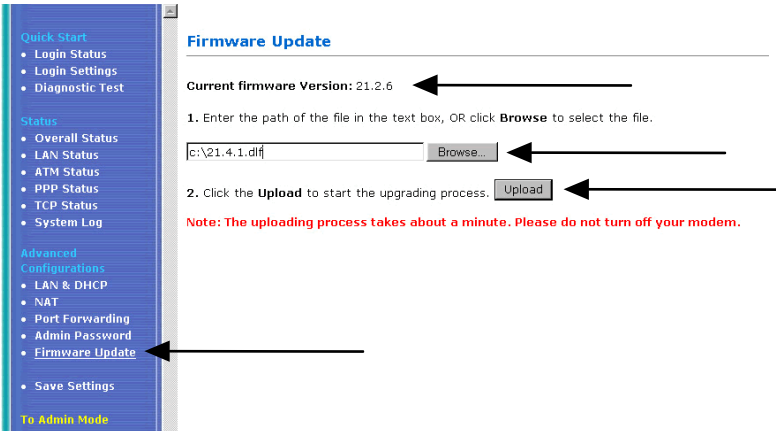 Quick Start
Login Status
Login Settings
Diagnostic Test
Status
Overall Status
LAN Status
ATM Status
PPP Status
TCP Status
System Log
Advanced
Configurations
LAN & DHCP
NAT
Port Forwarding
Admin Password
Firmware Update
Save Settings
To Admin Mode
Firmware Update
Current firmware Version: 21.2.6
1. Enter the path of the file in the text box, OR click Browse to select the file.
c:\21.4.1.dlf
Browse...
2. Click the Upload to start the upgrading process. Upload
Note: The uploading process takes about a minute. Please do not turn off your modem.